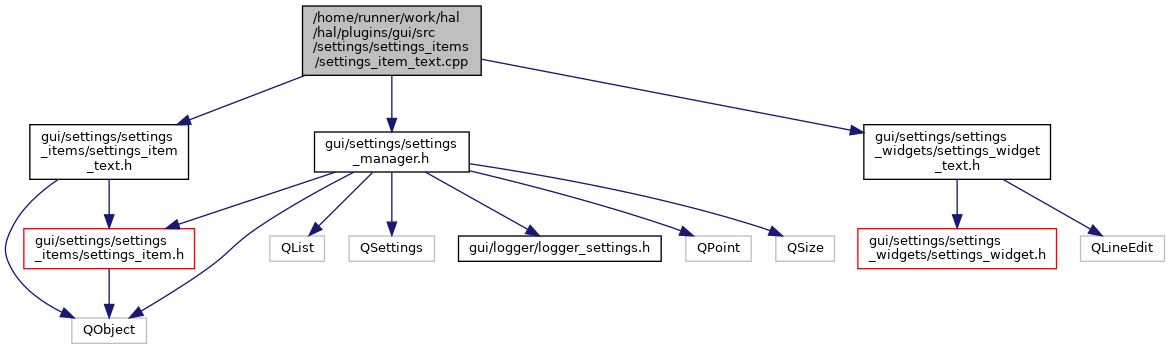 /home/runner/work/hal
/hal/plugins/gui/src
/settings/settings_items
/settings_item_text.cpp
gui/settings/settings
_items/settings_item
_text.h
gui/settings/settings
_manager.h
gui/settings/settings
_widgets/settings_widget
_text.h
gui/settings/settings
_items/settings_item.h
QList
QSettings
gui/logger/logger_settings.h
QPoint
QSize
gui/settings/settings
_widgets/settings_widget.h
QLineEdit
QObject